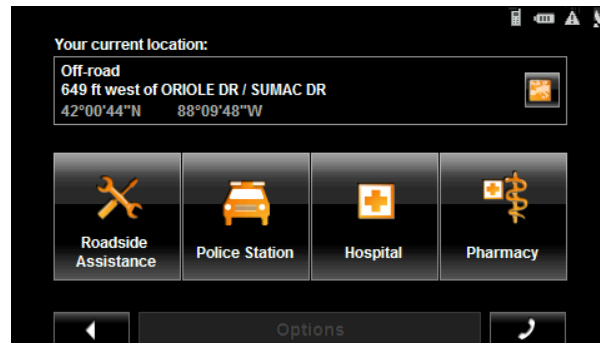 Your current location:
Off-road
649 ft west of ORIOLE DR / SUMAC DR
42°00'44"N 88°09'48"W
Roadside
Assistance
Police Station
Hospital
Pharmacy
Options